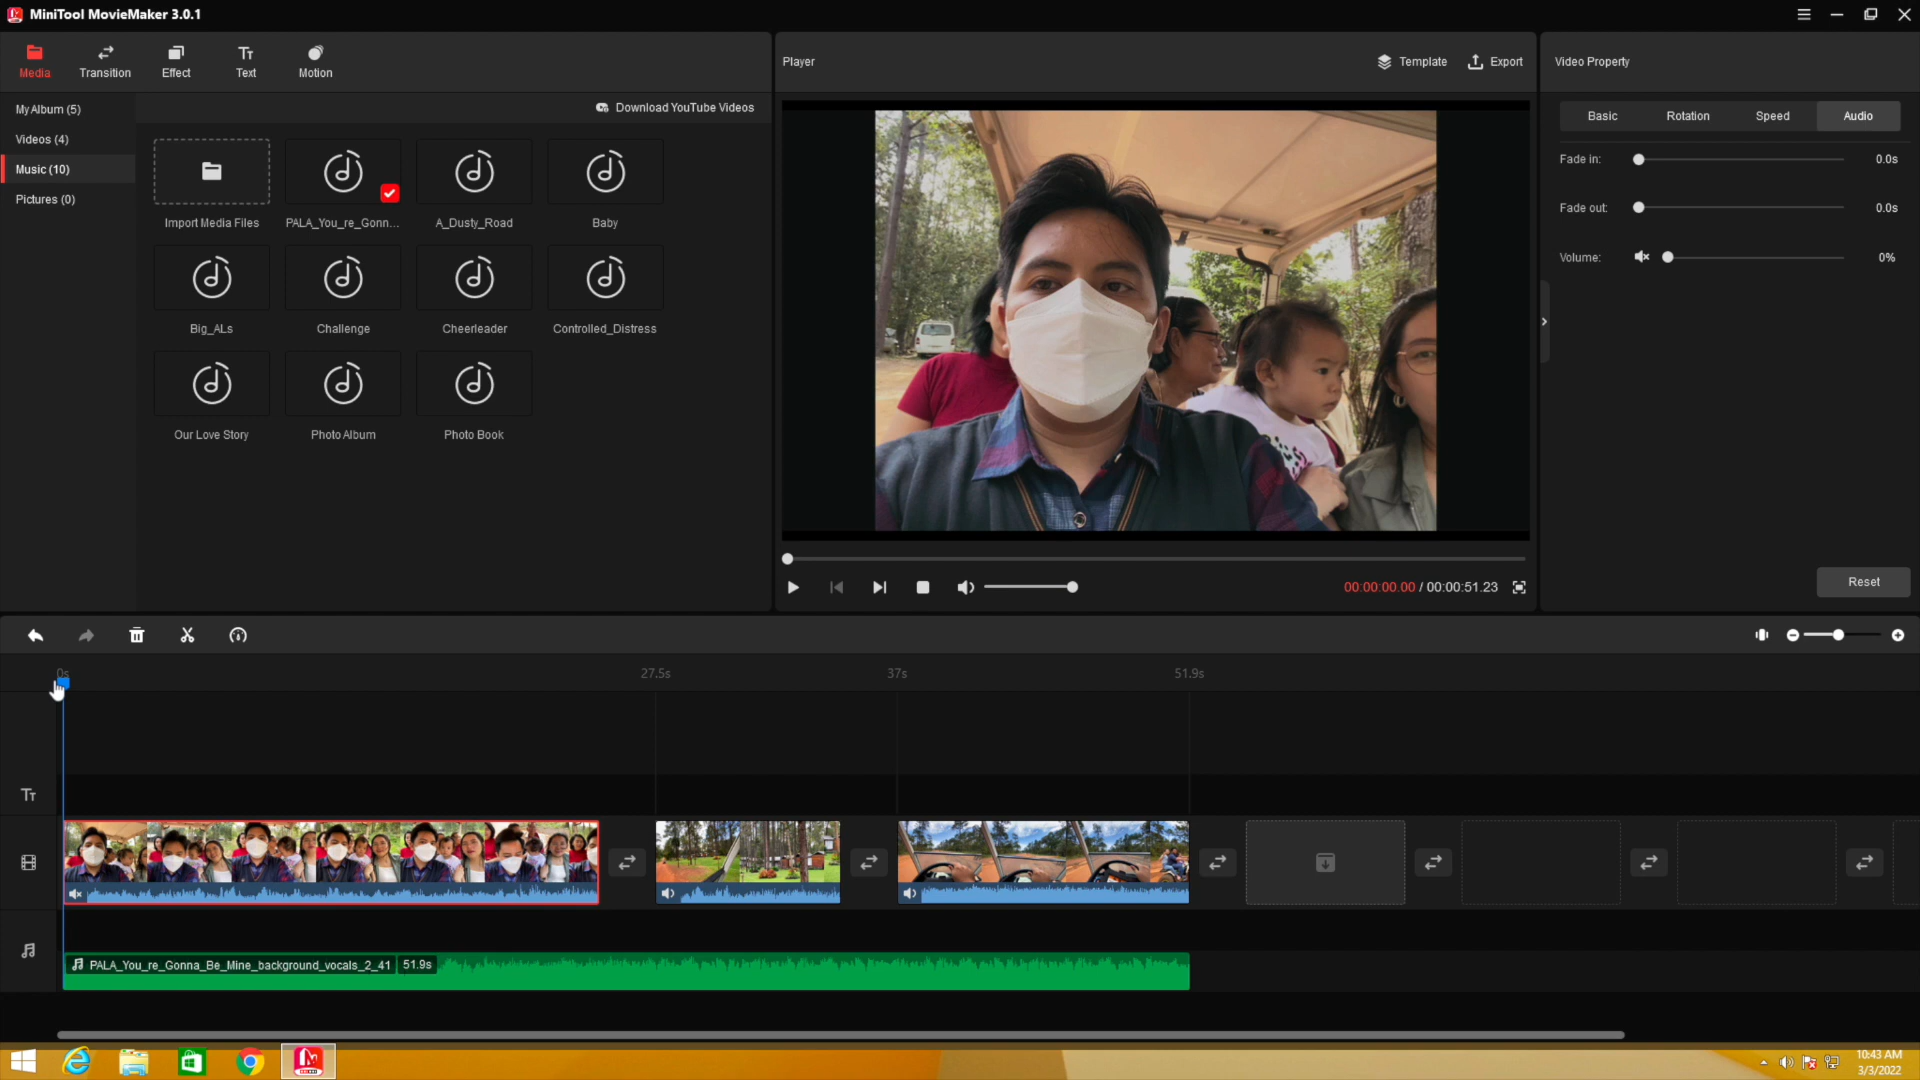 MiniTool MovieMaker 3.0.1
Media
Transition
Effect
Text
Motion
Player
Template
Export
Video Property
My Album (5)
Videos (4)
Music (10)
Pictures (0)
Download YouTube Videos
Import Media Files
PALA_You_re_Gonn...
A_Dusty_Road
Baby
Big_ALs
Challenge
Cheerleader
Controlled_Distress
Our Love Story
Photo Album
Photo Book
Basic
Rotation
Speed
Audio
Fade in:
0.0s
Fade out:
0.0s
Volume:
0%
00:00:00.00 / 00:00:51.23
Reset
0s
27.5s
37s
51.9s
PALA_You_re_Gonna_Be_Mine_background_vocals_2_41
51.9s
10:43 AM
3/3/2022